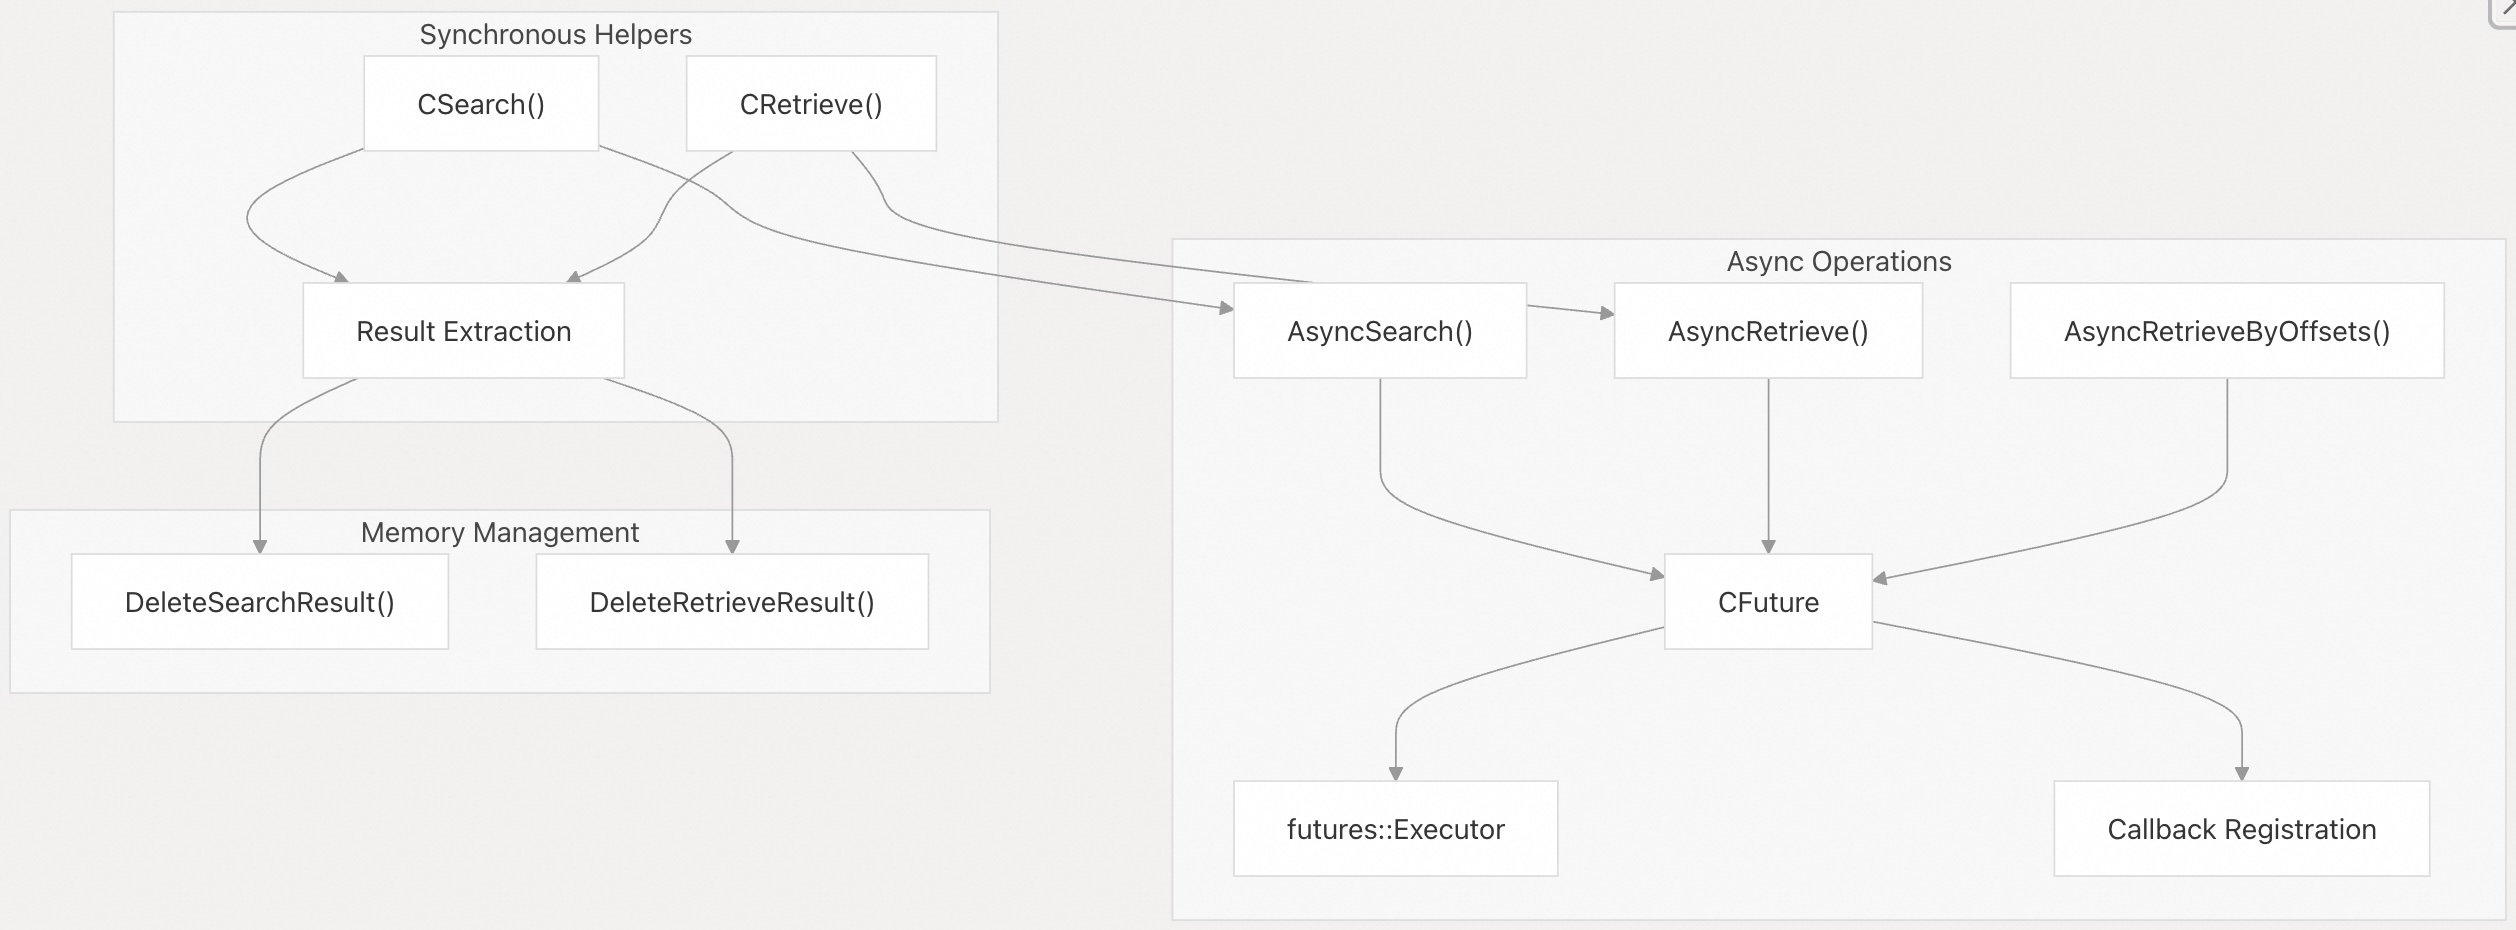 Synchronous Helpers
CSearch()
CRetrieve()
Result Extraction
Memory Management
DeleteSearchResult()
DeleteRetrieveResult()
Async Operations
AsyncSearch()
AsyncRetrieve()
AsyncRetrieveByOffsets()
CFuture
futures::Executor
Callback Registration